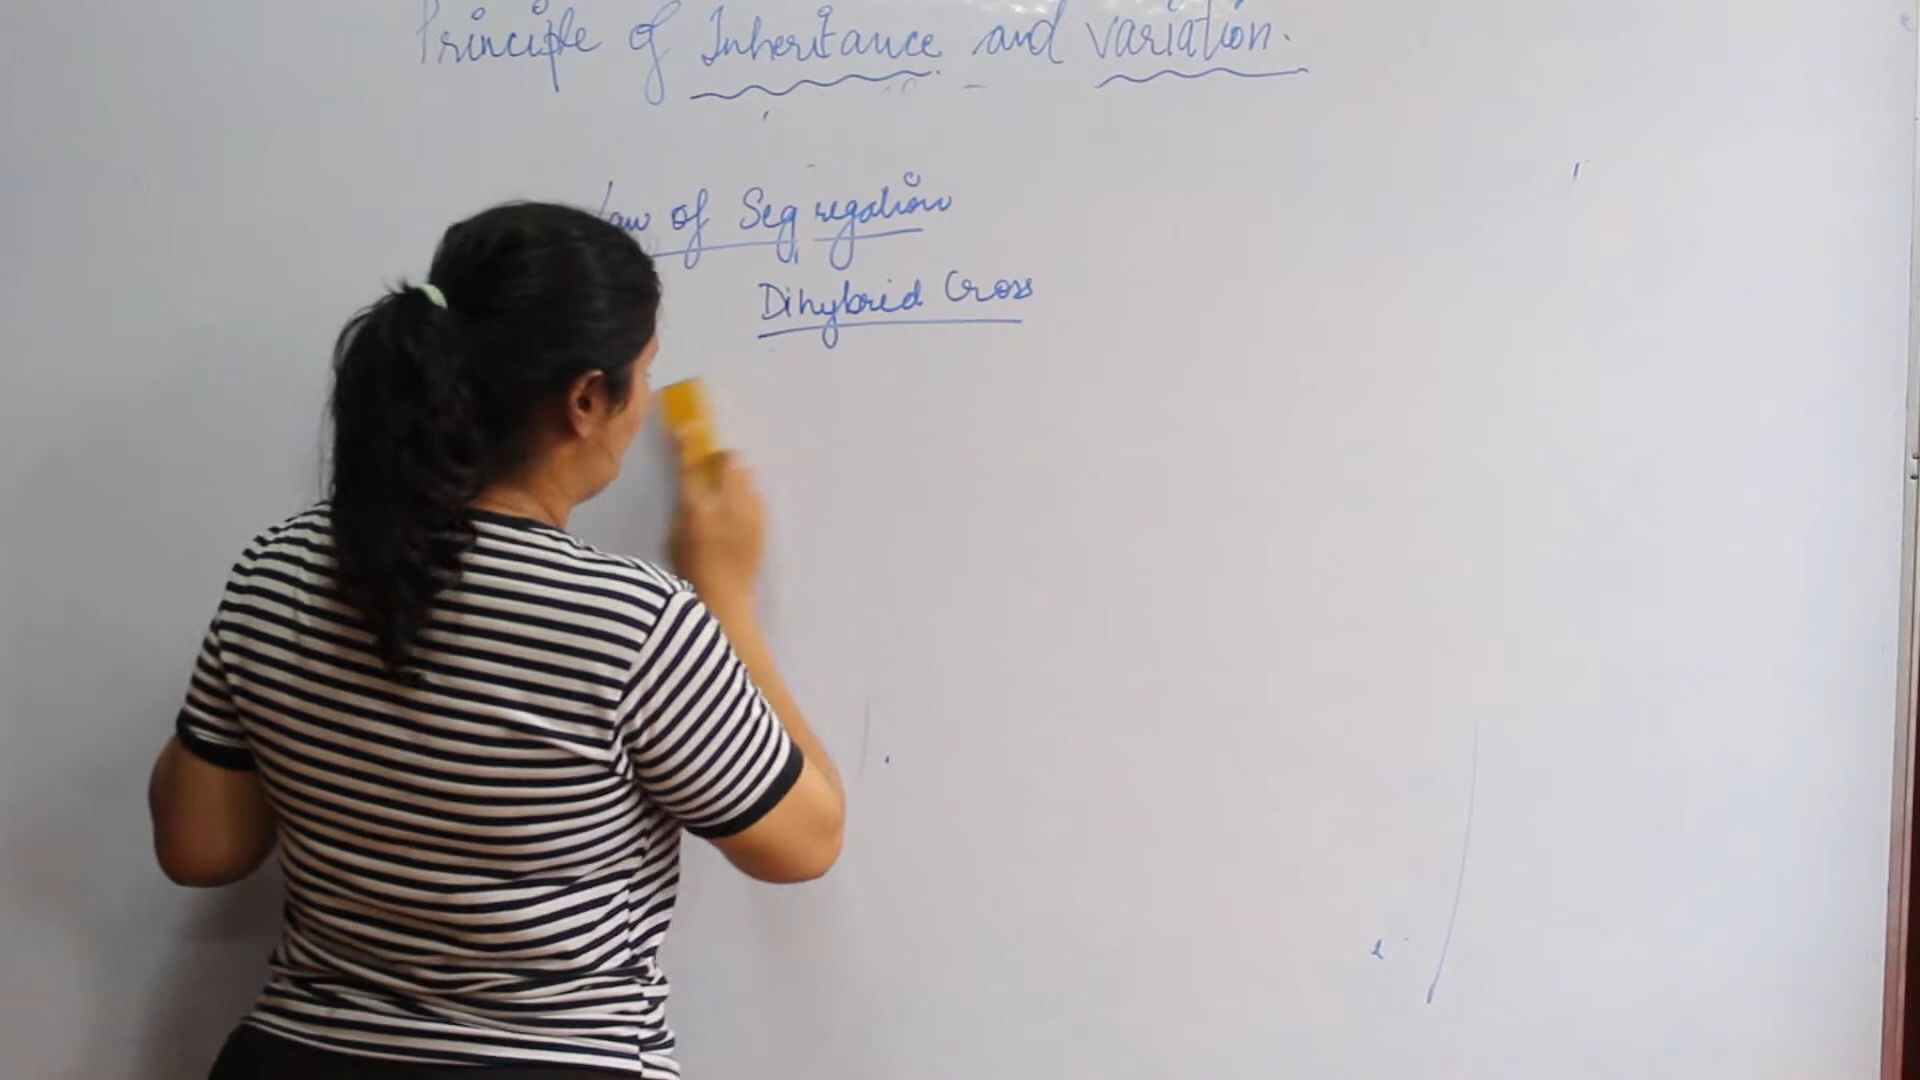 Principle of Inheritance and variation.
Law of Segregation
Dihybrid Cross